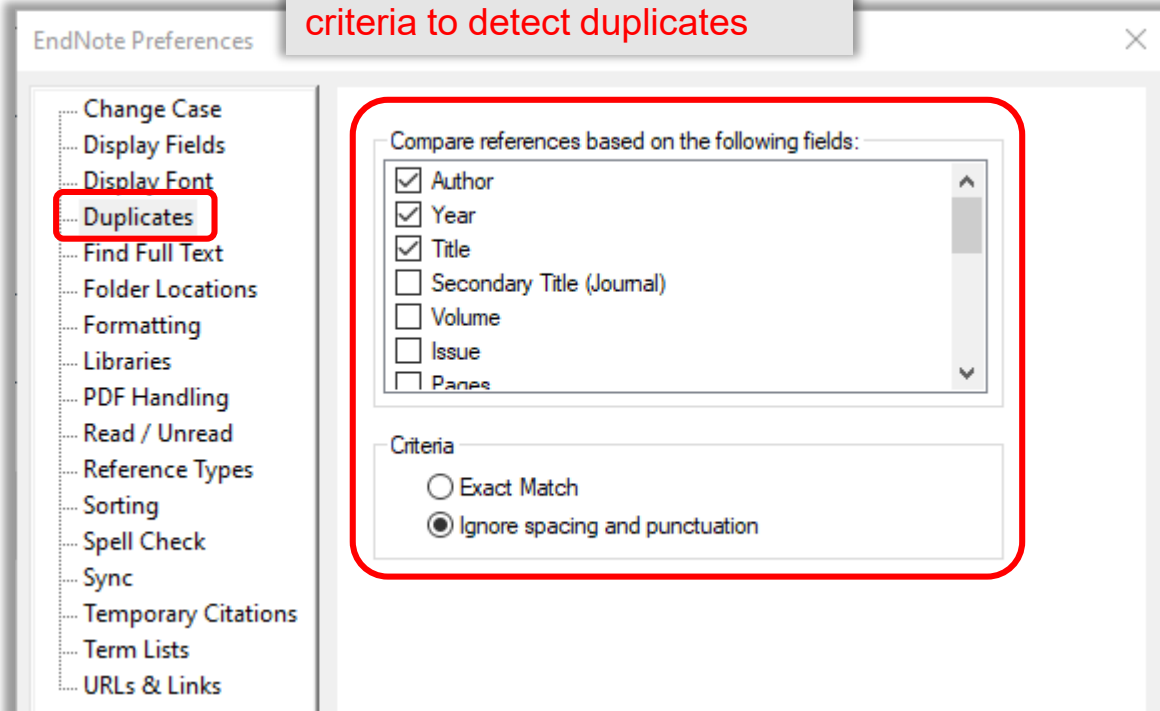 criteria to detect duplicates
EndNote Preferences
Change Case
Display Fields
Display Font
Duplicates
Find Full Text
Folder Locations
Formatting
Libraries
PDF Handling
Read / Unread
Reference Types
Sorting
Spell Check
Sync
Temporary Citations
Term Lists
URLs & Links
Compare references based on the following fields:
Author
Year
Title
Secondary Title (Journal)
Volume
Issue
Pages
Criteria
Exact Match
Ignore spacing and punctuation